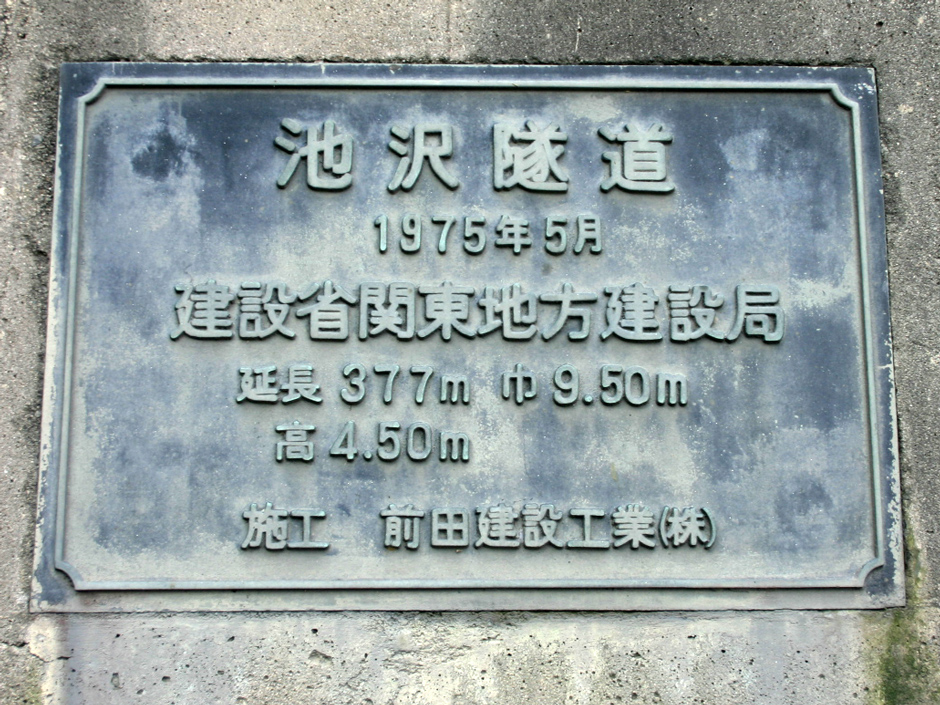 池沢隧道
1975年5月
建設省関東地方建設局
延長 377m 巾 9.50m
高 4.50m
施工 前田建設工業(株)